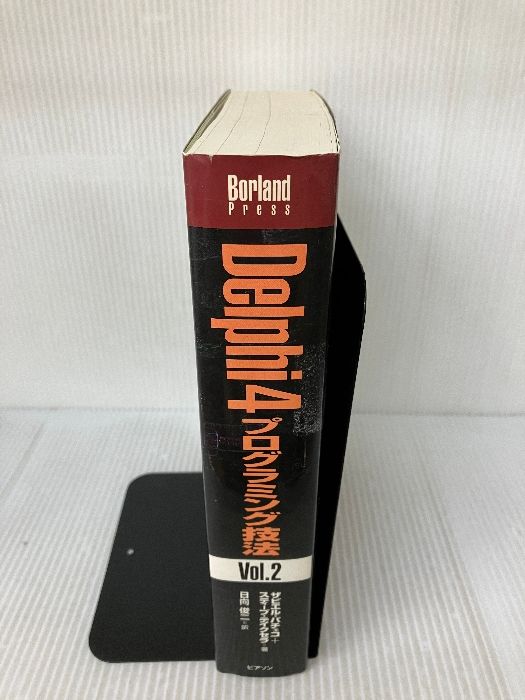 Borland
Press
Delphi 4
プログラミング技法
Vol.2
ザビエル・パチェコ+
スティーブ・テイクセラ・著
日向 俊二・訳
ピアソン